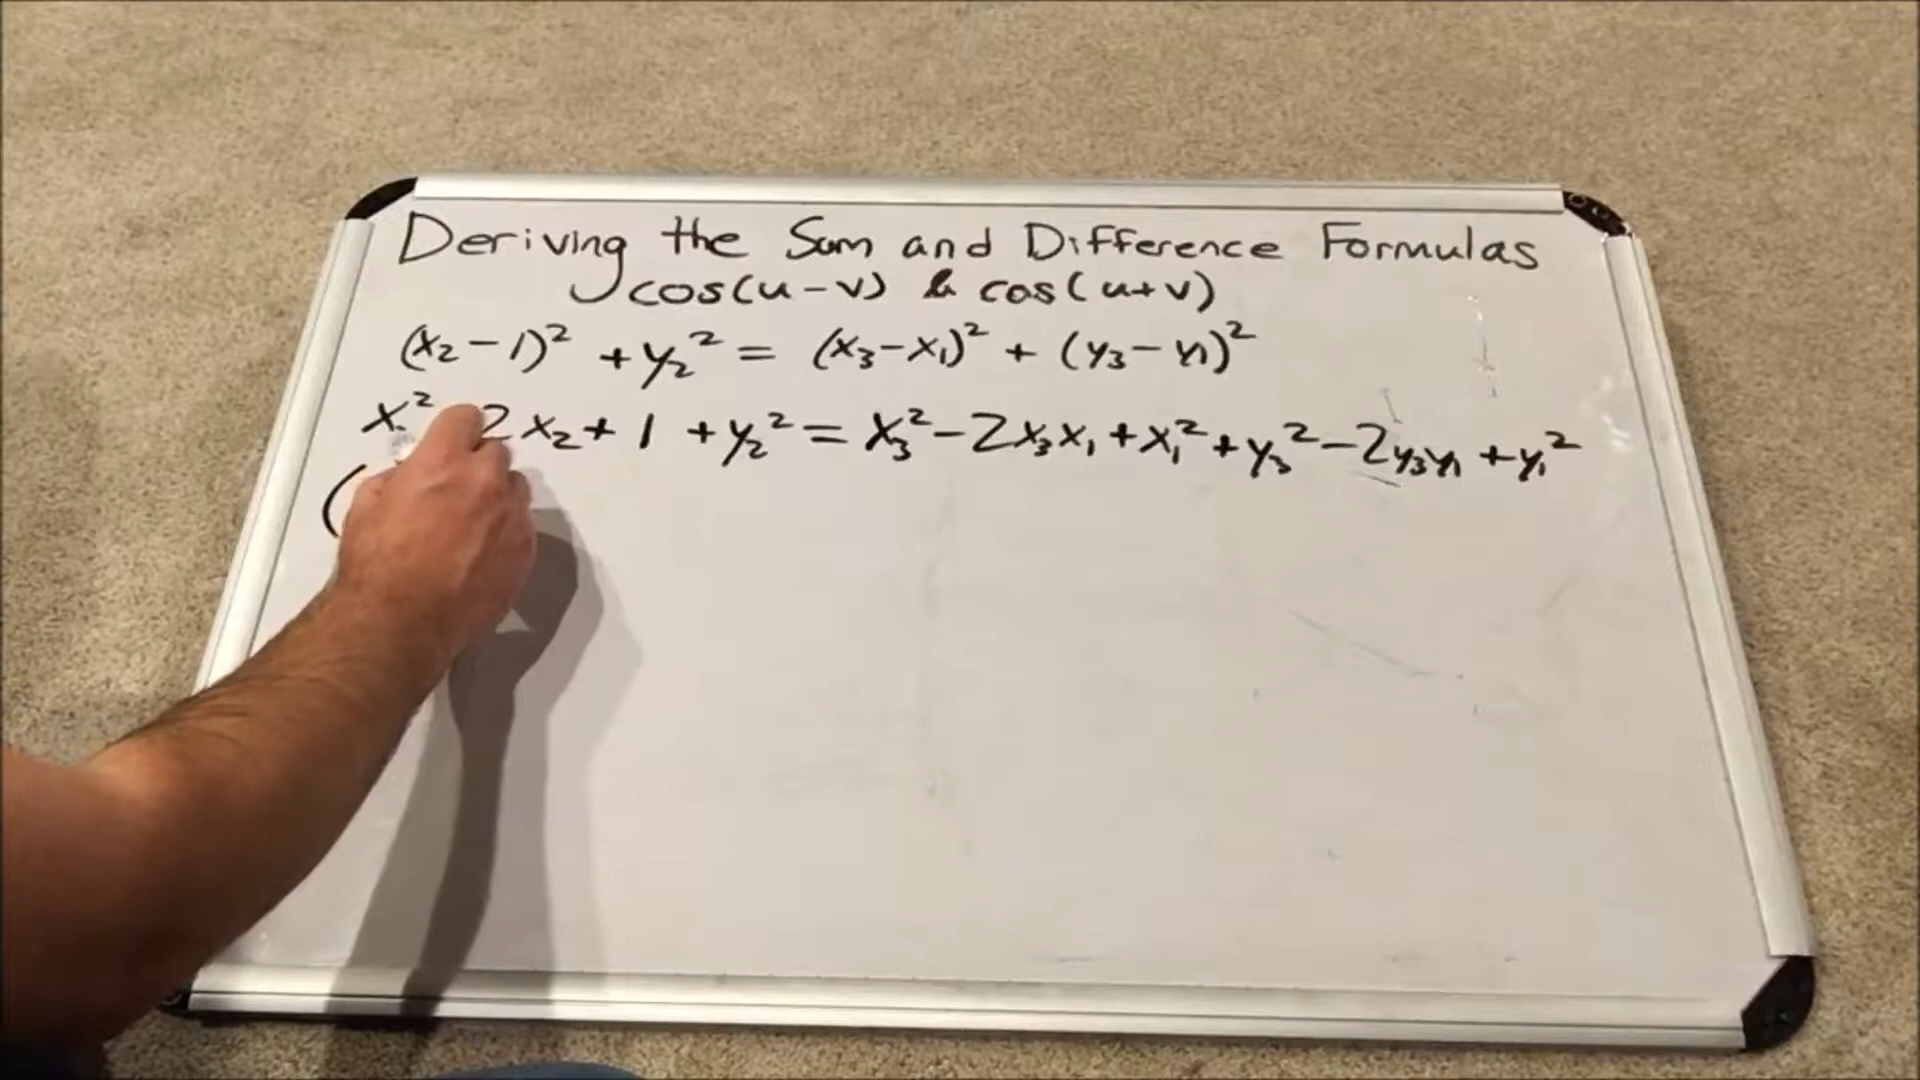 Deriving the Sum and Difference Formulas
cos(u-v) & cos(u+v)
(x₂-1)² + y₂² = (x₃-x₁)² + (y₃-y₁)²
x² 2x₂+1 +y₂² = x₃²-2x₃x₁+x₁²+y₃²-2y₃y₁+y₁²
(